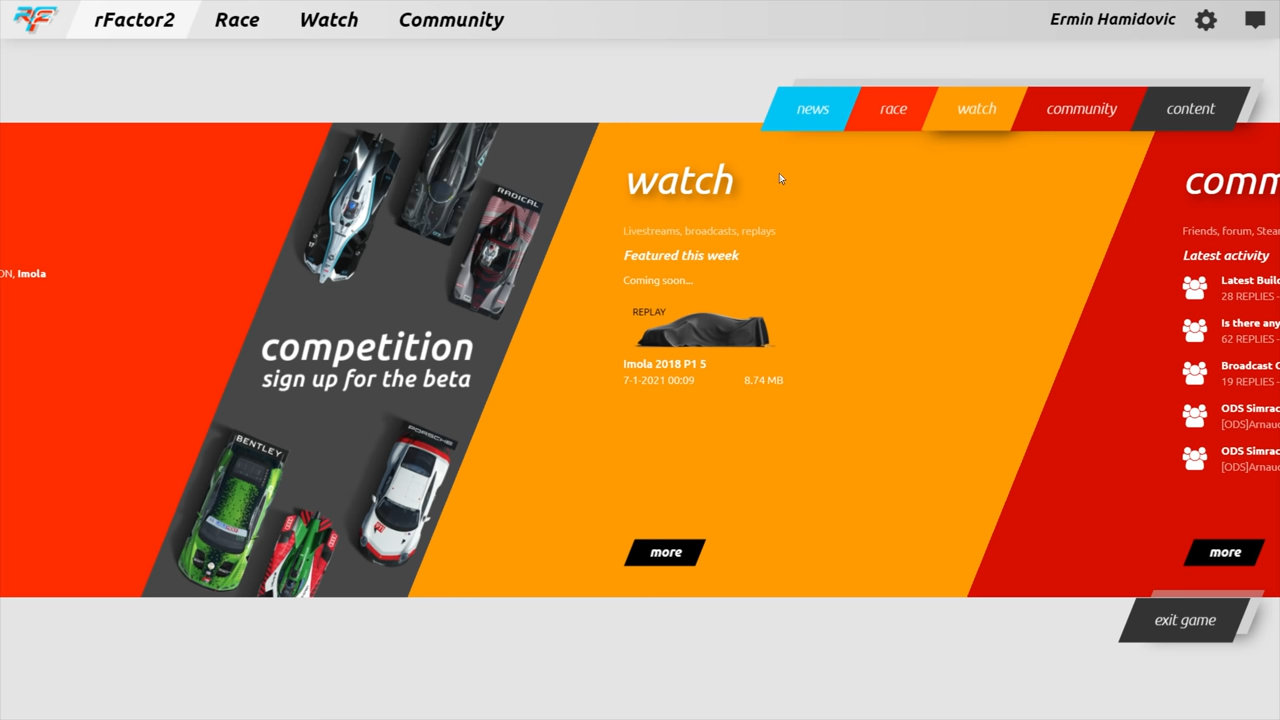 rFactor2 Race Watch Community Ermin Hamidovic
news race watch community content
ON, Imola
RADICAL
competition
sign up for the beta
BENTLEY
PORSCHE
watch
Livestreams, broadcasts, replays
Featured this week
Coming soon...
REPLAY
Imola 2018 P1 5
7-1-2021 00:09 8.74 MB
more
comm
Friends, forum, Stea
Latest activity
Latest Buil
28 REPLIES -
Is there any
62 REPLIES -
Broadcast
19 REPLIES -
ODS Simrac
[ODS]Arnau
ODS Simrac
[ODS]Arnau
more
exit game